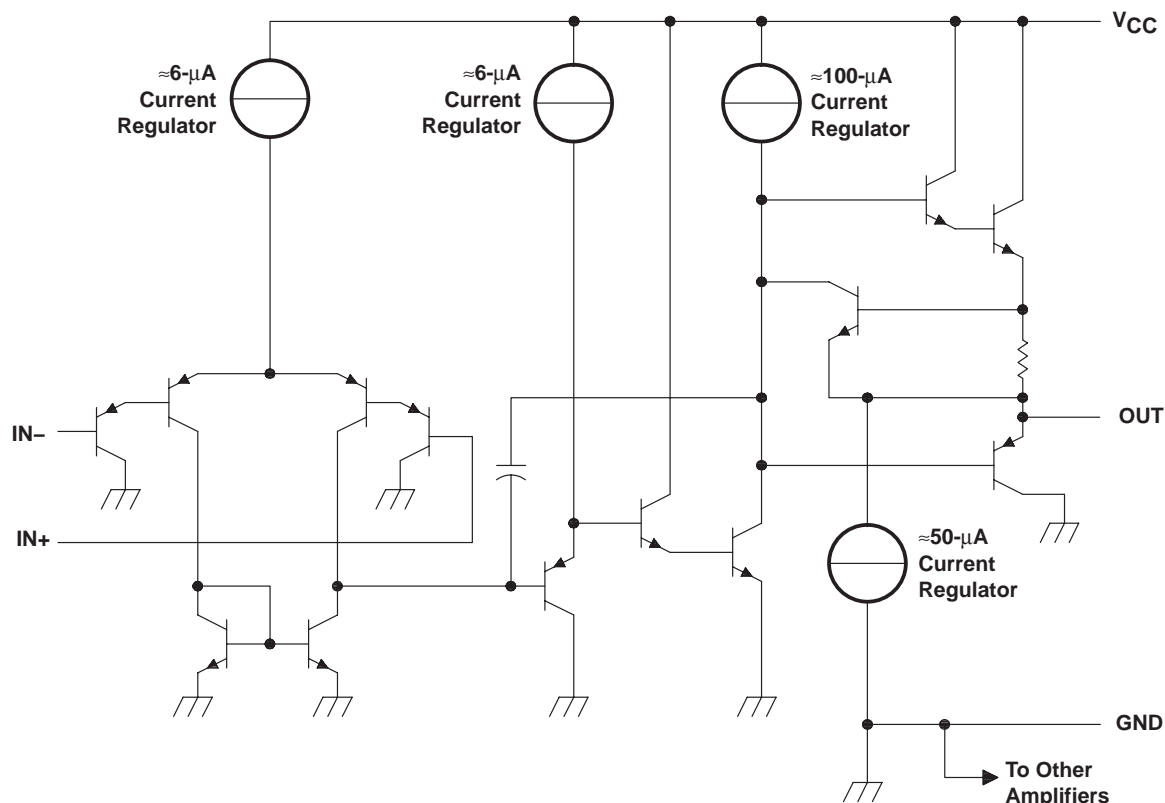 VCC
≈6-µA
Current
Regulator
≈6-µA
Current
Regulator
≈100-µA
Current
Regulator
IN−
OUT
IN+
≈50-µA
Current
Regulator
GND
To Other
Amplifiers